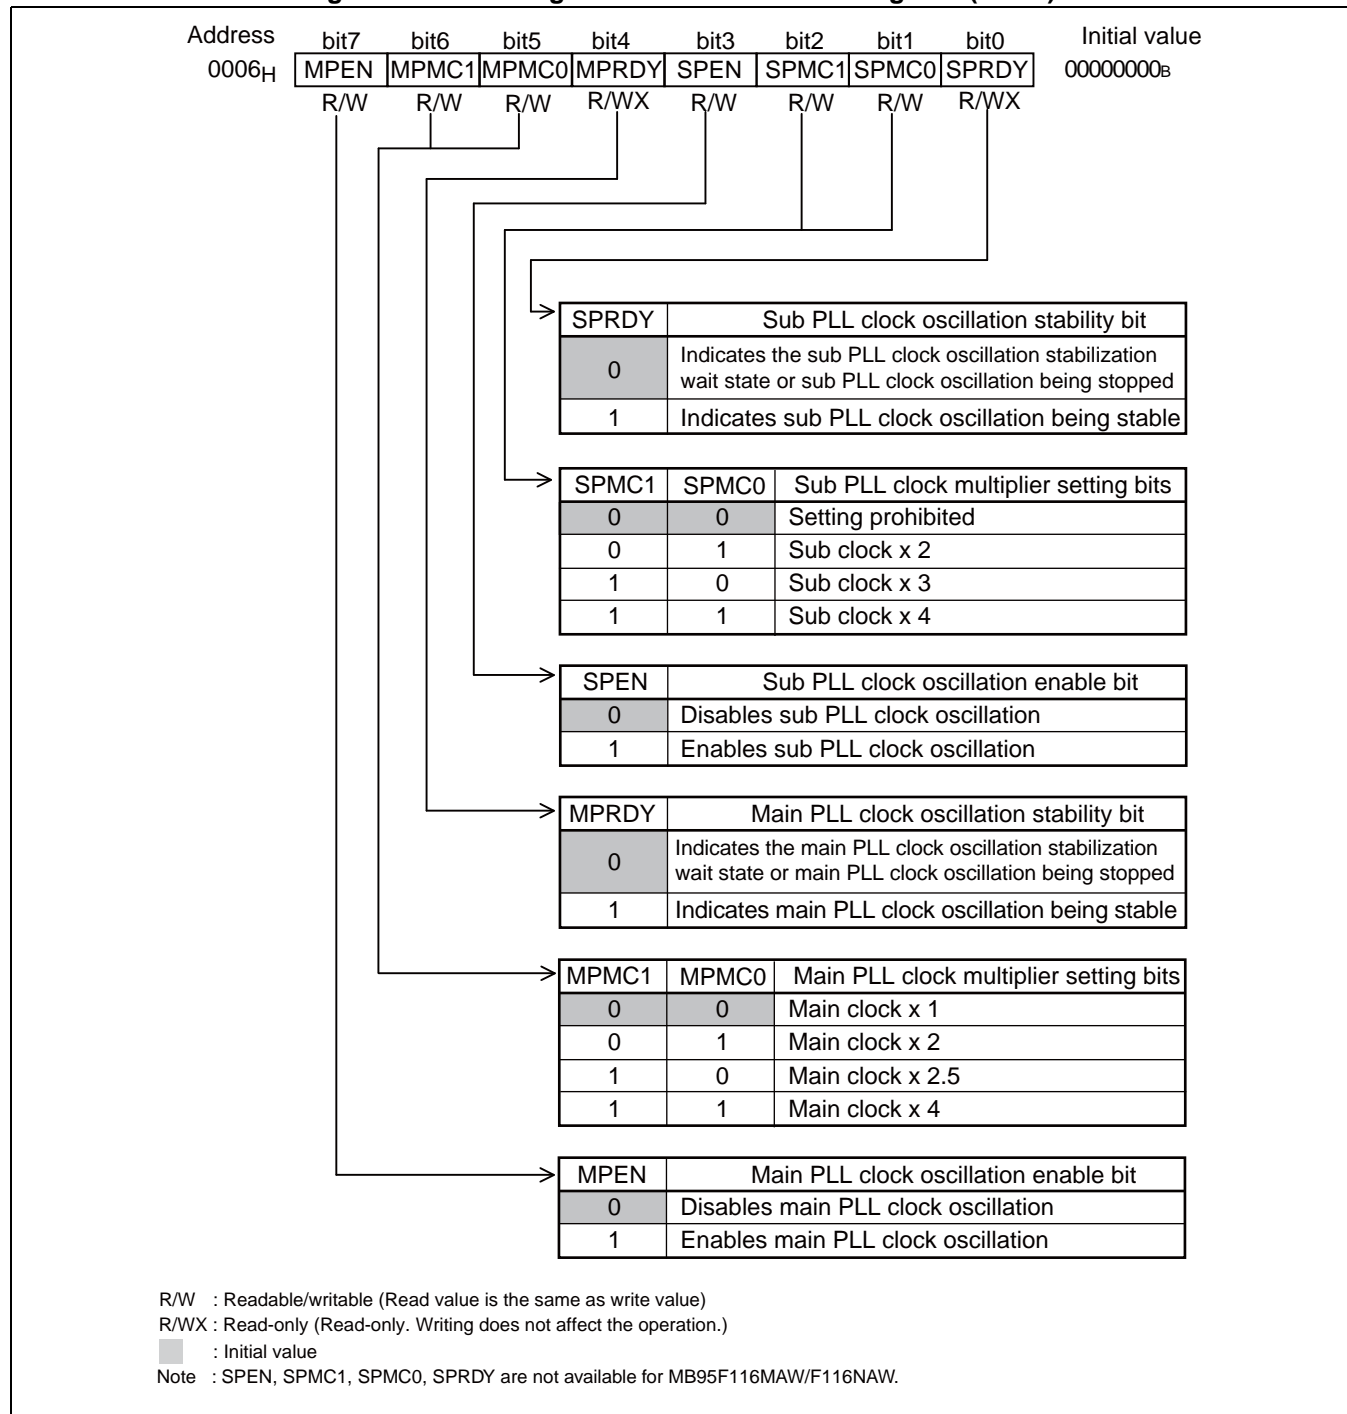 Address bit7 bit6 bit5 bit4 bit3 bit2 bit1 bit0 Initial value
0006H MPEN MPMC1 MPMC0 MPRDY SPEN SPMC1 SPMC0 SPRDY 00000000B
R/W R/W R/W R/WX R/W R/W R/W R/WX
SPRDY Sub PLL clock oscillation stability bit
0 Indicates the sub PLL clock oscillation stabilization
wait state or sub PLL clock oscillation being stopped
1 Indicates sub PLL clock oscillation being stable
SPMC1 SPMC0 Sub PLL clock multiplier setting bits
0 0 Setting prohibited
0 1 Sub clock x 2
1 0 Sub clock x 3
1 1 Sub clock x 4
SPEN Sub PLL clock oscillation enable bit
0 Disables sub PLL clock oscillation
1 Enables sub PLL clock oscillation
MPRDY Main PLL clock oscillation stability bit
0 Indicates the main PLL clock oscillation stabilization
wait state or main PLL clock oscillation being stopped
1 Indicates main PLL clock oscillation being stable
MPMC1 MPMC0 Main PLL clock multiplier setting bits
0 0 Main clock x 1
0 1 Main clock x 2
1 0 Main clock x 2.5
1 1 Main clock x 4
MPEN Main PLL clock oscillation enable bit
0 Disables main PLL clock oscillation
1 Enables main PLL clock oscillation
R/W : Readable/writable (Read value is the same as write value)
R/WX : Read-only (Read-only. Writing does not affect the operation.)
: Initial value
Note : SPEN, SPMC1, SPMC0, SPRDY are not available for MB95F116MAW/F116NAW.